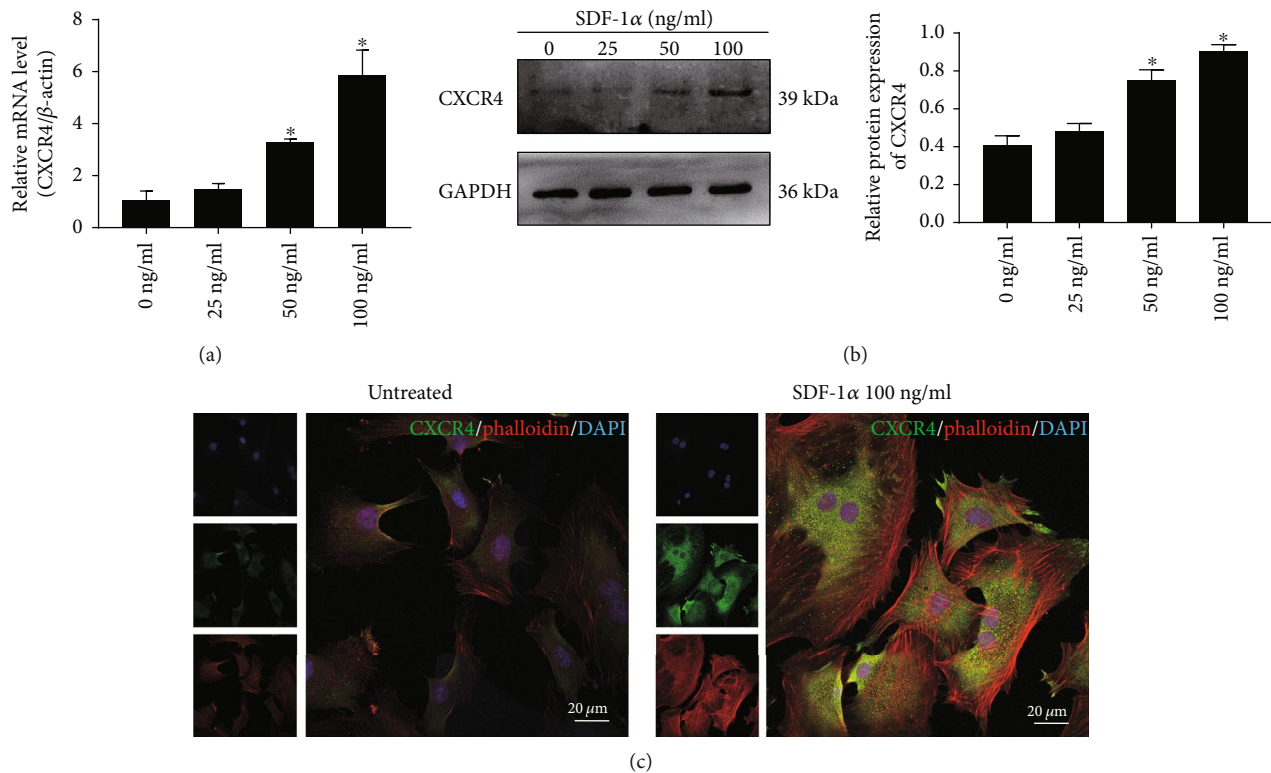 8
6
4
2
0
Relative mRNA level
(CXCR4/β-actin)
*
*
0 ng/ml
25 ng/ml
50 ng/ml
100 ng/ml
(a)
SDF-1α (ng/ml)
0 25 50 100
CXCR4
39 kDa
GAPDH
36 kDa
1.0
0.8
0.6
0.4
0.2
0.0
Relative protein expression
of CXCR4
*
*
0 ng/ml
25 ng/ml
50 ng/ml
100 ng/ml
(b)
Untreated
CXCR4/phalloidin/DAPI
20 μm
SDF-1α 100 ng/ml
CXCR4/phalloidin/DAPI
20 μm
(c)